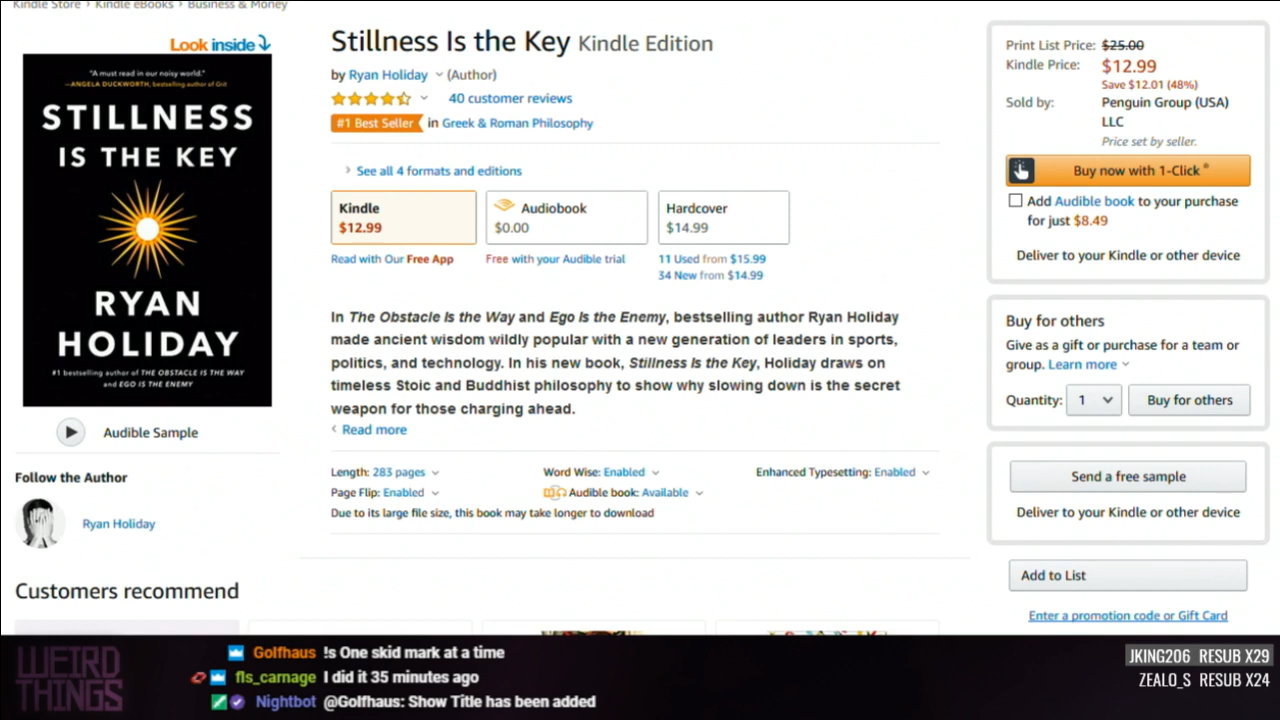 Kindle Store › Kindle eBooks › Business & Money
Look inside
"A must read in our noisy world."
—ANGELA DUCKWORTH, bestselling author of Grit
STILLNESS
IS THE KEY
RYAN
HOLIDAY
#1 bestselling author of THE OBSTACLE IS THE WAY
and EGO IS THE ENEMY
Audible Sample
Follow the Author
Ryan Holiday
Customers recommend
Stillness Is the Key Kindle Edition
by Ryan Holiday (Author)
40 customer reviews
#1 Best Seller in Greek & Roman Philosophy
› See all 4 formats and editions
Kindle
$12.99
Audiobook
$0.00
Hardcover
$14.99
Read with Our Free App
Free with your Audible trial
11 Used from $15.99
34 New from $14.99
In The Obstacle Is the Way and Ego Is the Enemy, bestselling author Ryan Holiday
made ancient wisdom wildly popular with a new generation of leaders in sports,
politics, and technology. In his new book, Stillness Is the Key, Holiday draws on
timeless Stoic and Buddhist philosophy to show why slowing down is the secret
weapon for those charging ahead.
‹ Read more
Length: 283 pages
Word Wise: Enabled
Enhanced Typesetting: Enabled
Page Flip: Enabled
Audible book: Available
Due to its large file size, this book may take longer to download
Print List Price: $25.00
Kindle Price: $12.99
Save $12.01 (48%)
Sold by: Penguin Group (USA)
LLC
Price set by seller.
Buy now with 1-Click ®
Add Audible book to your purchase
for just $8.49
Deliver to your Kindle or other device
Buy for others
Give as a gift or purchase for a team or
group. Learn more
Quantity: 1
Buy for others
Send a free sample
Deliver to your Kindle or other device
Add to List
Enter a promotion code or Gift Card
WEIRD
THINGS
Golfhaus !s One skid mark at a time
fls_carnage I did it 35 minutes ago
Nightbot @Golfhaus: Show Title has been added
JKING206 RESUB X29
ZEALO_S RESUB X24